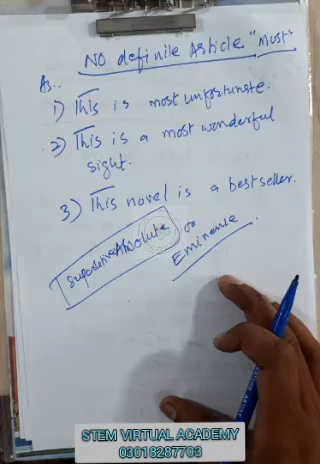 NO definile Article "Most"
As..
1) This is most unfortunate.
2) This is a most wonderful
sight.
3) This novel is a best seller.
Superlative Absolute or
Eminence.
STEM VIRTUAL ACADEMY
03018287703